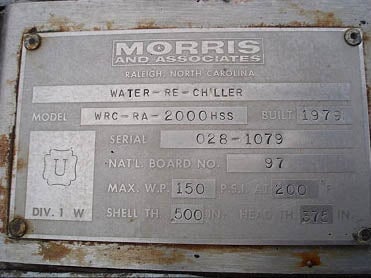 MORRIS
AND ASSOCIATES
RALEIGH, NORTH CAROLINA
WATER-RE-CHILLER
MODEL WRC-RA-2000HSS BUILT 1979
SERIAL 028-1079
NAT'L. BOARD NO. 97
MAX. W.P. 150 P.S.I. AT 200 °F
U
DIV. 1 W
SHELL TH. .500 IN. HEAD TH .375 IN.